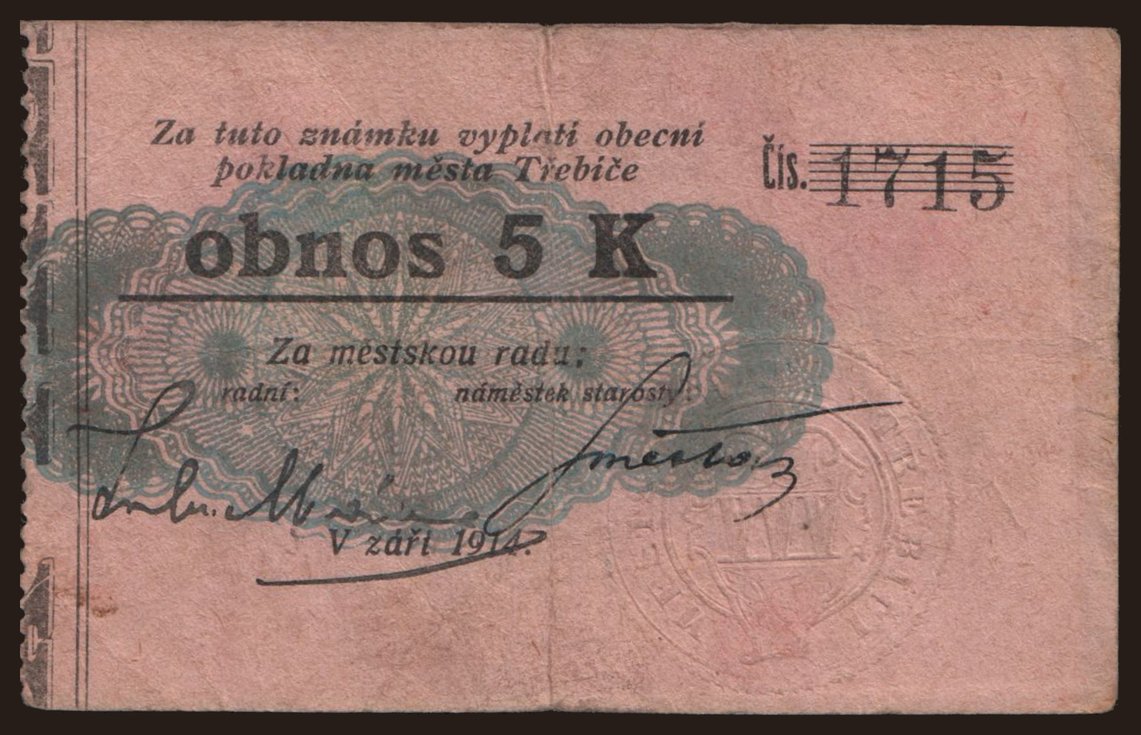 Za tuto známku vyplatí obecní
pokladna města Třebíče
Čís. 1715
obnos 5 K
Za městskou radu:
radní:
náměstek starosty:
V září 1914.